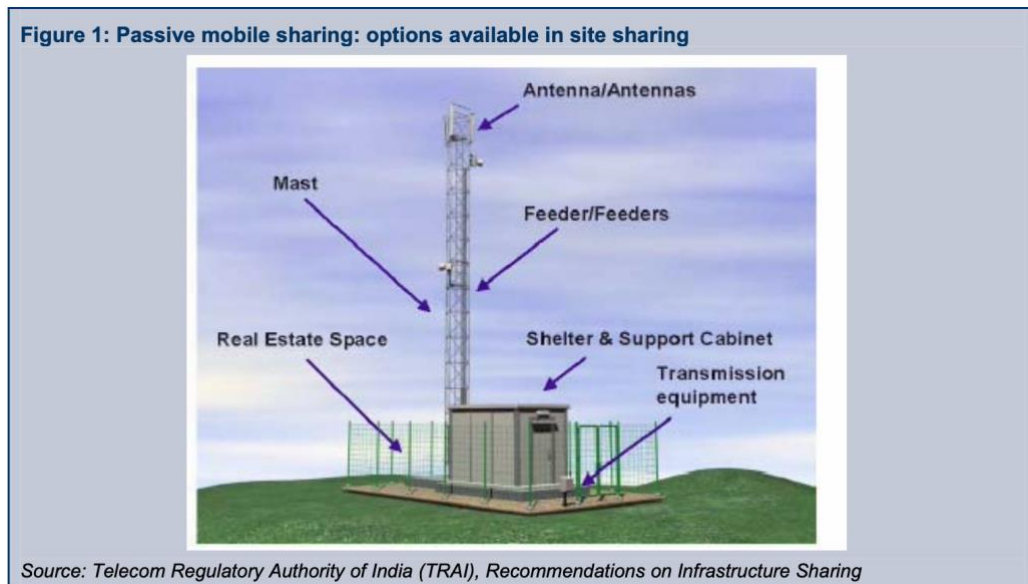 Figure 1: Passive mobile sharing: options available in site sharing
Antenna/Antennas
Mast
Feeder/Feeders
Real Estate Space
Shelter & Support Cabinet
Transmission
equipment
Source: Telecom Regulatory Authority of India (TRAI), Recommendations on Infrastructure Sharing